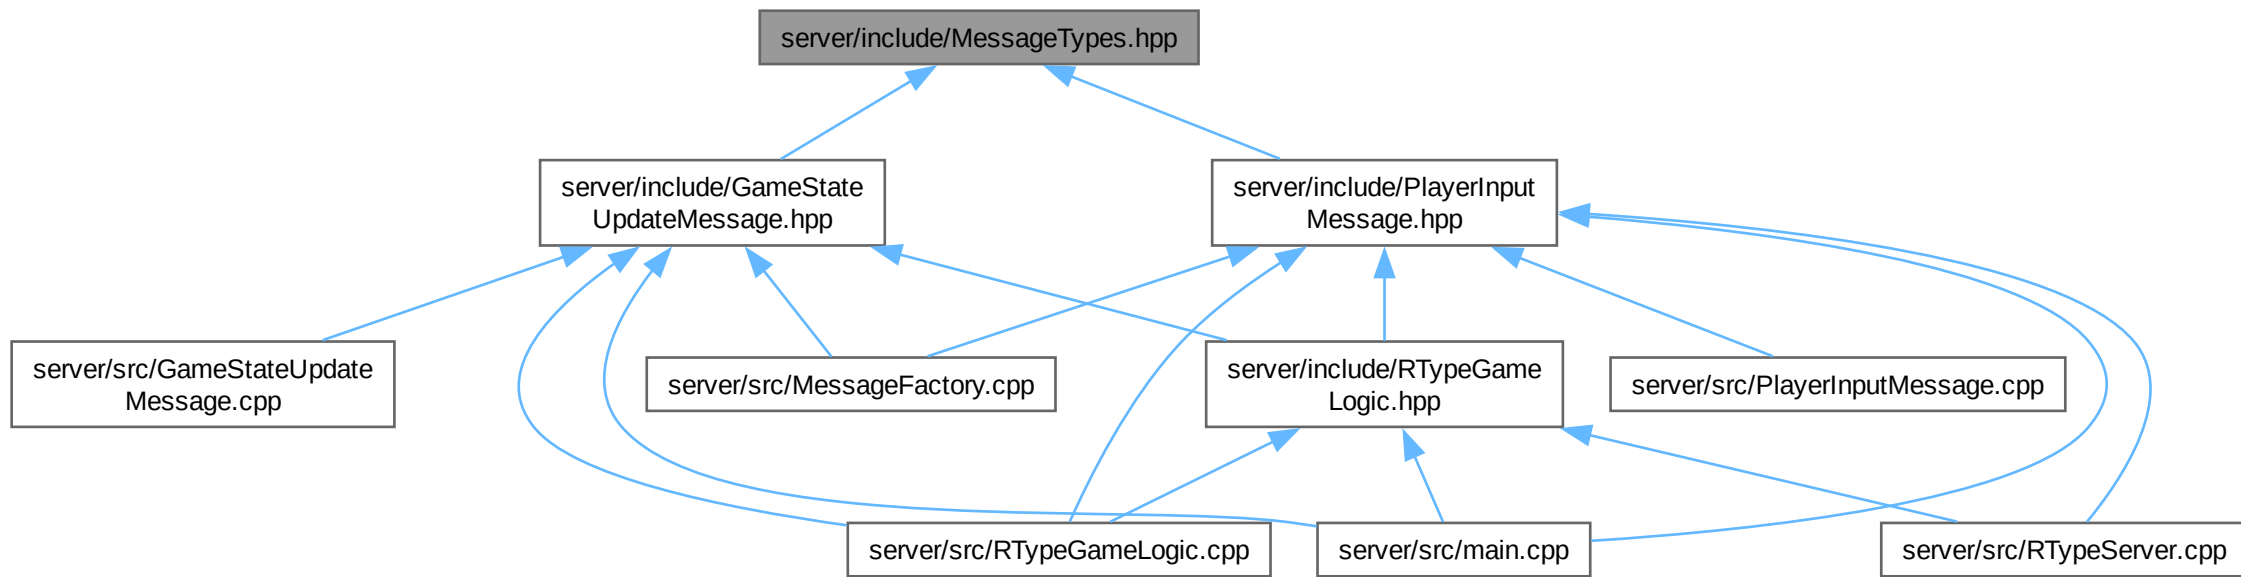 server/include/MessageTypes.hpp
server/include/GameState
UpdateMessage.hpp
server/include/PlayerInput
Message.hpp
server/src/GameStateUpdate
Message.cpp
server/src/MessageFactory.cpp
server/include/RTypeGame
Logic.hpp
server/src/PlayerInputMessage.cpp
server/src/RTypeGameLogic.cpp
server/src/main.cpp
server/src/RTypeServer.cpp